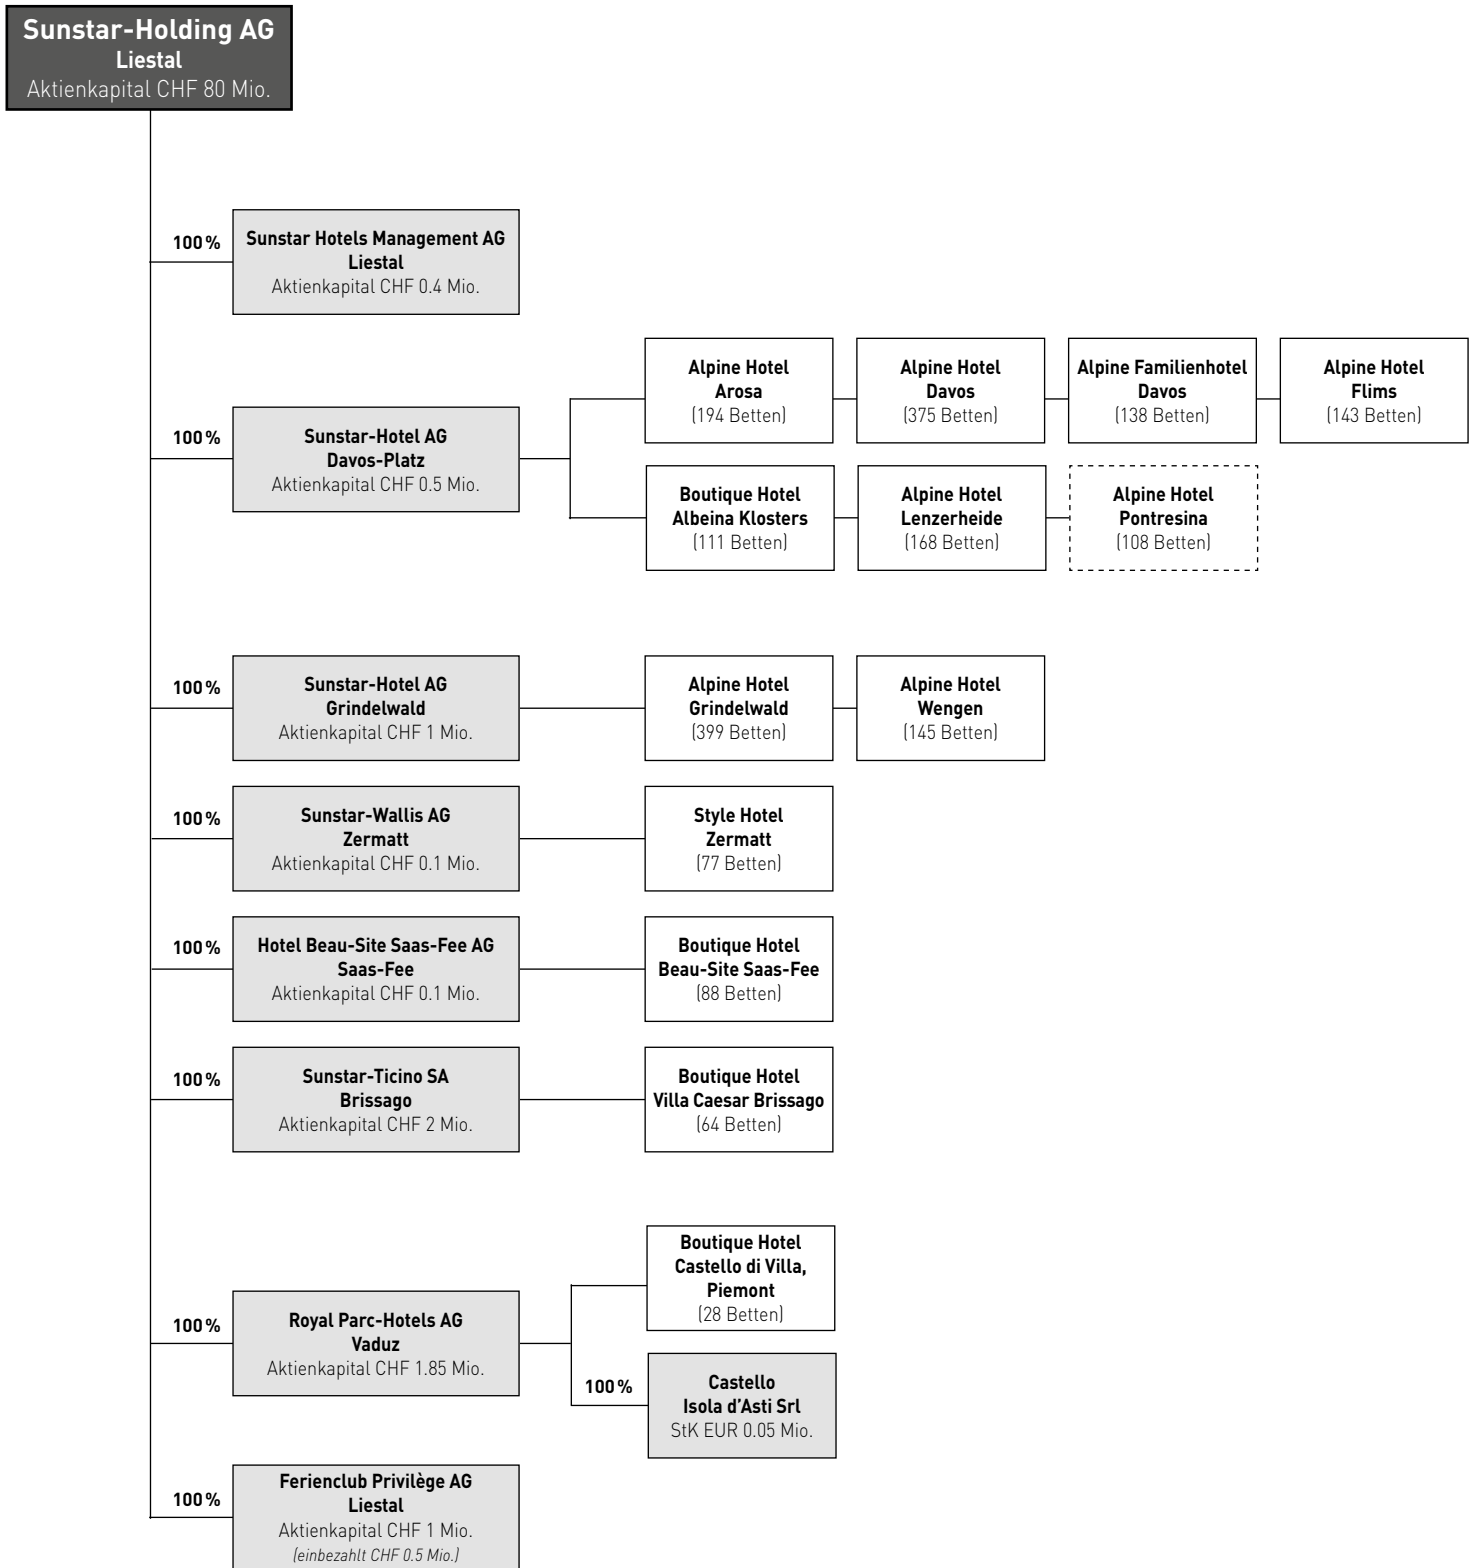 Sunstar-Holding AG
Liestal
Aktienkapital CHF 80 Mio.
100%
Sunstar Hotels Management AG
Liestal
Aktienkapital CHF 0.4 Mio.
100%
Sunstar-Hotel AG
Davos-Platz
Aktienkapital CHF 0.5 Mio.
Alpine Hotel
Arosa
(194 Betten)
Alpine Hotel
Davos
(375 Betten)
Alpine Familienhotel
Davos
(138 Betten)
Alpine Hotel
Flims
(143 Betten)
Boutique Hotel
Albeina Klosters
(111 Betten)
Alpine Hotel
Lenzerheide
(168 Betten)
Alpine Hotel
Pontresina
(108 Betten)
100%
Sunstar-Hotel AG
Grindelwald
Aktienkapital CHF 1 Mio.
Alpine Hotel
Grindelwald
(399 Betten)
Alpine Hotel
Wengen
(145 Betten)
100%
Sunstar-Wallis AG
Zermatt
Aktienkapital CHF 0.1 Mio.
Style Hotel
Zermatt
(77 Betten)
100%
Hotel Beau-Site Saas-Fee AG
Saas-Fee
Aktienkapital CHF 0.1 Mio.
Boutique Hotel
Beau-Site Saas-Fee
(88 Betten)
100%
Sunstar-Ticino SA
Brissago
Aktienkapital CHF 2 Mio.
Boutique Hotel
Villa Caesar Brissago
(64 Betten)
100%
Royal Parc-Hotels AG
Vaduz
Aktienkapital CHF 1.85 Mio.
Boutique Hotel
Castello di Villa,
Piemont
(28 Betten)
100%
Castello
Isola d'Asti Srl
StK EUR 0.05 Mio.
100%
Ferienclub Privilège AG
Liestal
Aktienkapital CHF 1 Mio.
(einbezahlt CHF 0.5 Mio.)